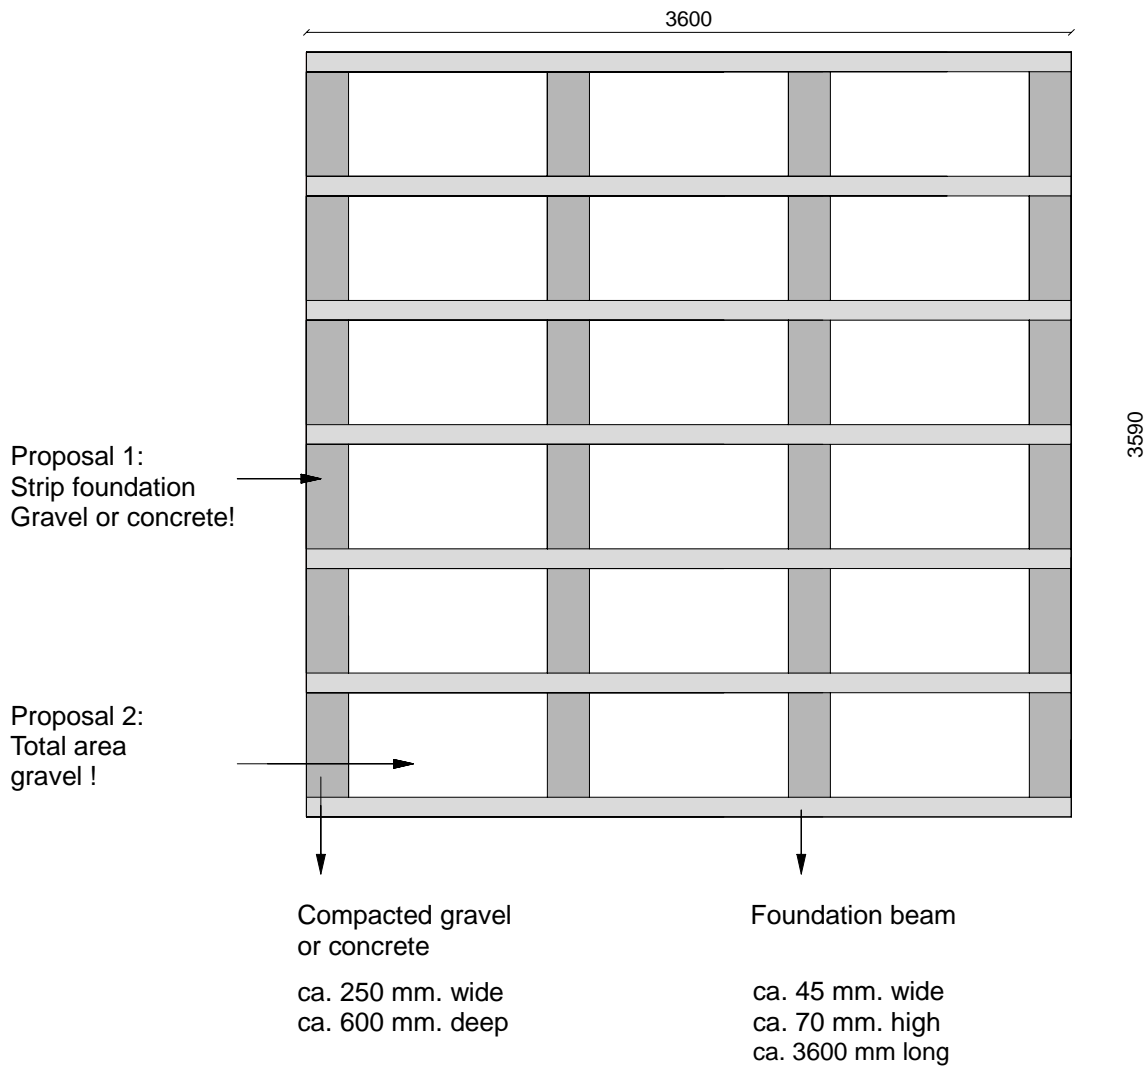 3600
3590
Proposal 1:
Strip foundation
Gravel or concrete!
Proposal 2:
Total area
gravel !
Compacted gravel
or concrete
ca. 250 mm. wide
ca. 600 mm. deep
Foundation beam
ca. 45 mm. wide
ca. 70 mm. high
ca. 3600 mm long